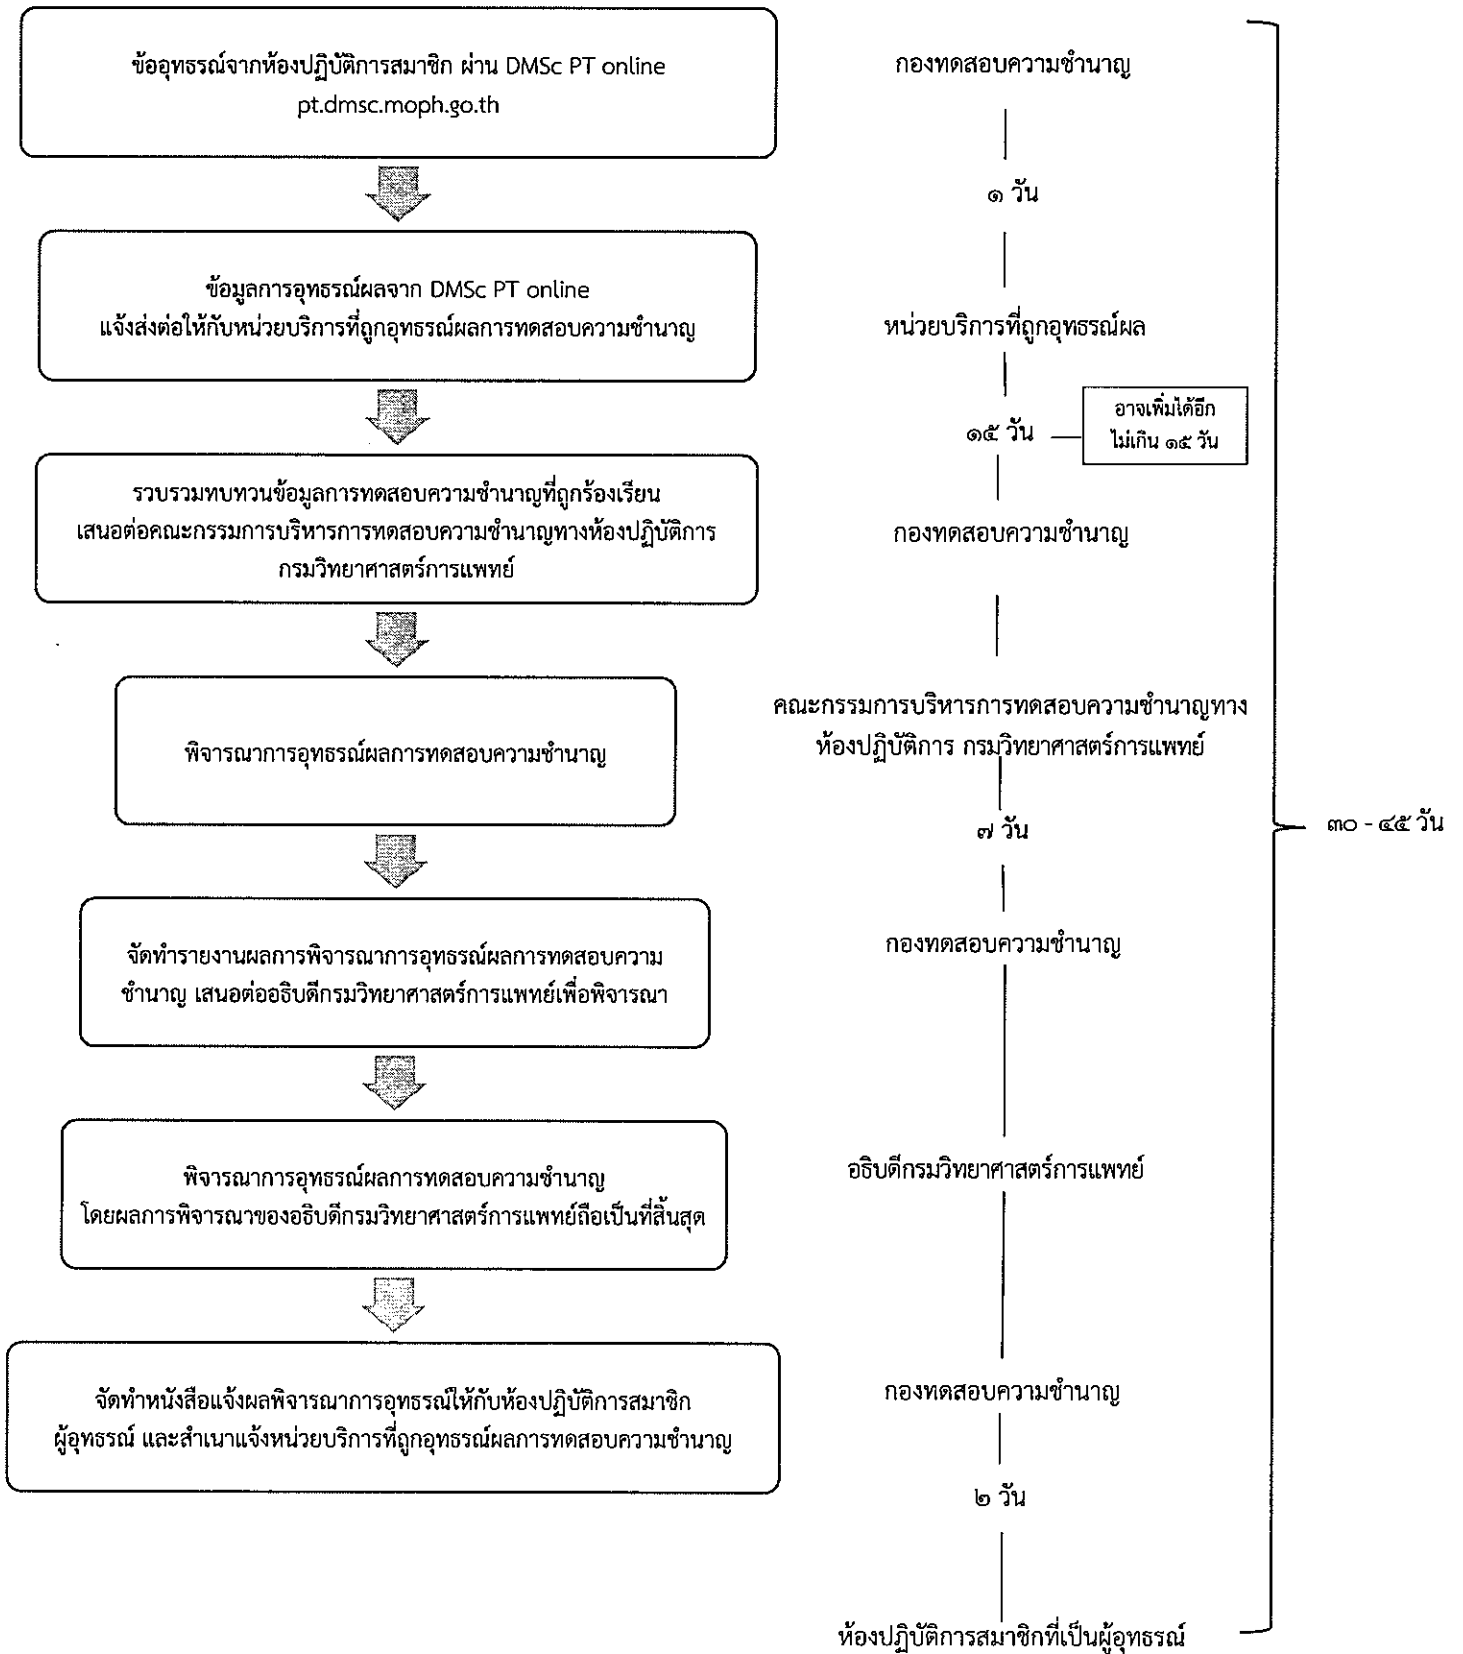 ข้ออุทธรณ์จากห้องปฏิบัติการสมาชิก ผ่าน DMSc PT online
pt.dmsc.moph.go.th
ข้อมูลการอุทธรณ์ผลจาก DMSc PT online
แจ้งส่งต่อให้กับหน่วยบริการที่ถูกอุทธรณ์ผลการทดสอบความชำนาญ
รวบรวมทบทวนข้อมูลการทดสอบความชำนาญที่ถูกร้องเรียน
เสนอต่อคณะกรรมการบริหารการทดสอบความชำนาญทางห้องปฏิบัติการ
กรมวิทยาศาสตร์การแพทย์
พิจารณาการอุทธรณ์ผลการทดสอบความชำนาญ
จัดทำรายงานผลการพิจารณาการอุทธรณ์ผลการทดสอบความ
ชำนาญ เสนอต่ออธิบดีกรมวิทยาศาสตร์การแพทย์เพื่อพิจารณา
พิจารณาการอุทธรณ์ผลการทดสอบความชำนาญ
โดยผลการพิจารณาของอธิบดีกรมวิทยาศาสตร์การแพทย์ถือเป็นที่สิ้นสุด
จัดทำหนังสือแจ้งผลพิจารณาการอุทธรณ์ให้กับห้องปฏิบัติการสมาชิก
ผู้อุทธรณ์ และสำเนาแจ้งหน่วยบริการที่ถูกอุทธรณ์ผลการทดสอบความชำนาญ
กองทดสอบความชำนาญ
๑ วัน
หน่วยบริการที่ถูกอุทธรณ์ผล
๑๕ วัน
อาจเพิ่มได้อีก
ไม่เกิน ๑๕ วัน
กองทดสอบความชำนาญ
คณะกรรมการบริหารการทดสอบความชำนาญทาง
ห้องปฏิบัติการ กรมวิทยาศาสตร์การแพทย์
๗ วัน
กองทดสอบความชำนาญ
อธิบดีกรมวิทยาศาสตร์การแพทย์
กองทดสอบความชำนาญ
๒ วัน
ห้องปฏิบัติการสมาชิกที่เป็นผู้อุทธรณ์
๓๐ - ๔๕ วัน